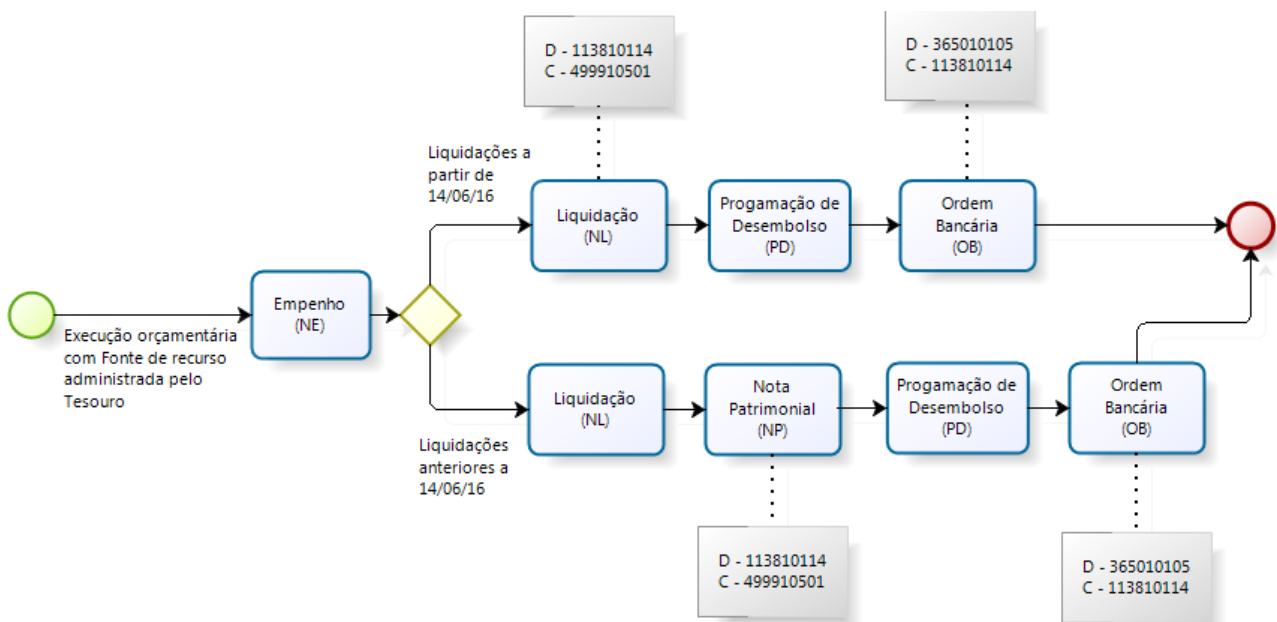 D - 113810114
C - 499910501
D - 365010105
C - 113810114
Liquidações a
partir de
14/06/16
Liquidação
(NL)
Progamação de
Desembolso
(PD)
Ordem
Bancária
(OB)
Empenho
(NE)
Execução orçamentária
com Fonte de recurso
administrada pelo
Tesouro
Liquidações
anteriores a
14/06/16
Liquidação
(NL)
Nota
Patrimonial
(NP)
Progamação de
Desembolso
(PD)
Ordem
Bancária
(OB)
D - 113810114
C - 499910501
D - 365010105
C - 113810114